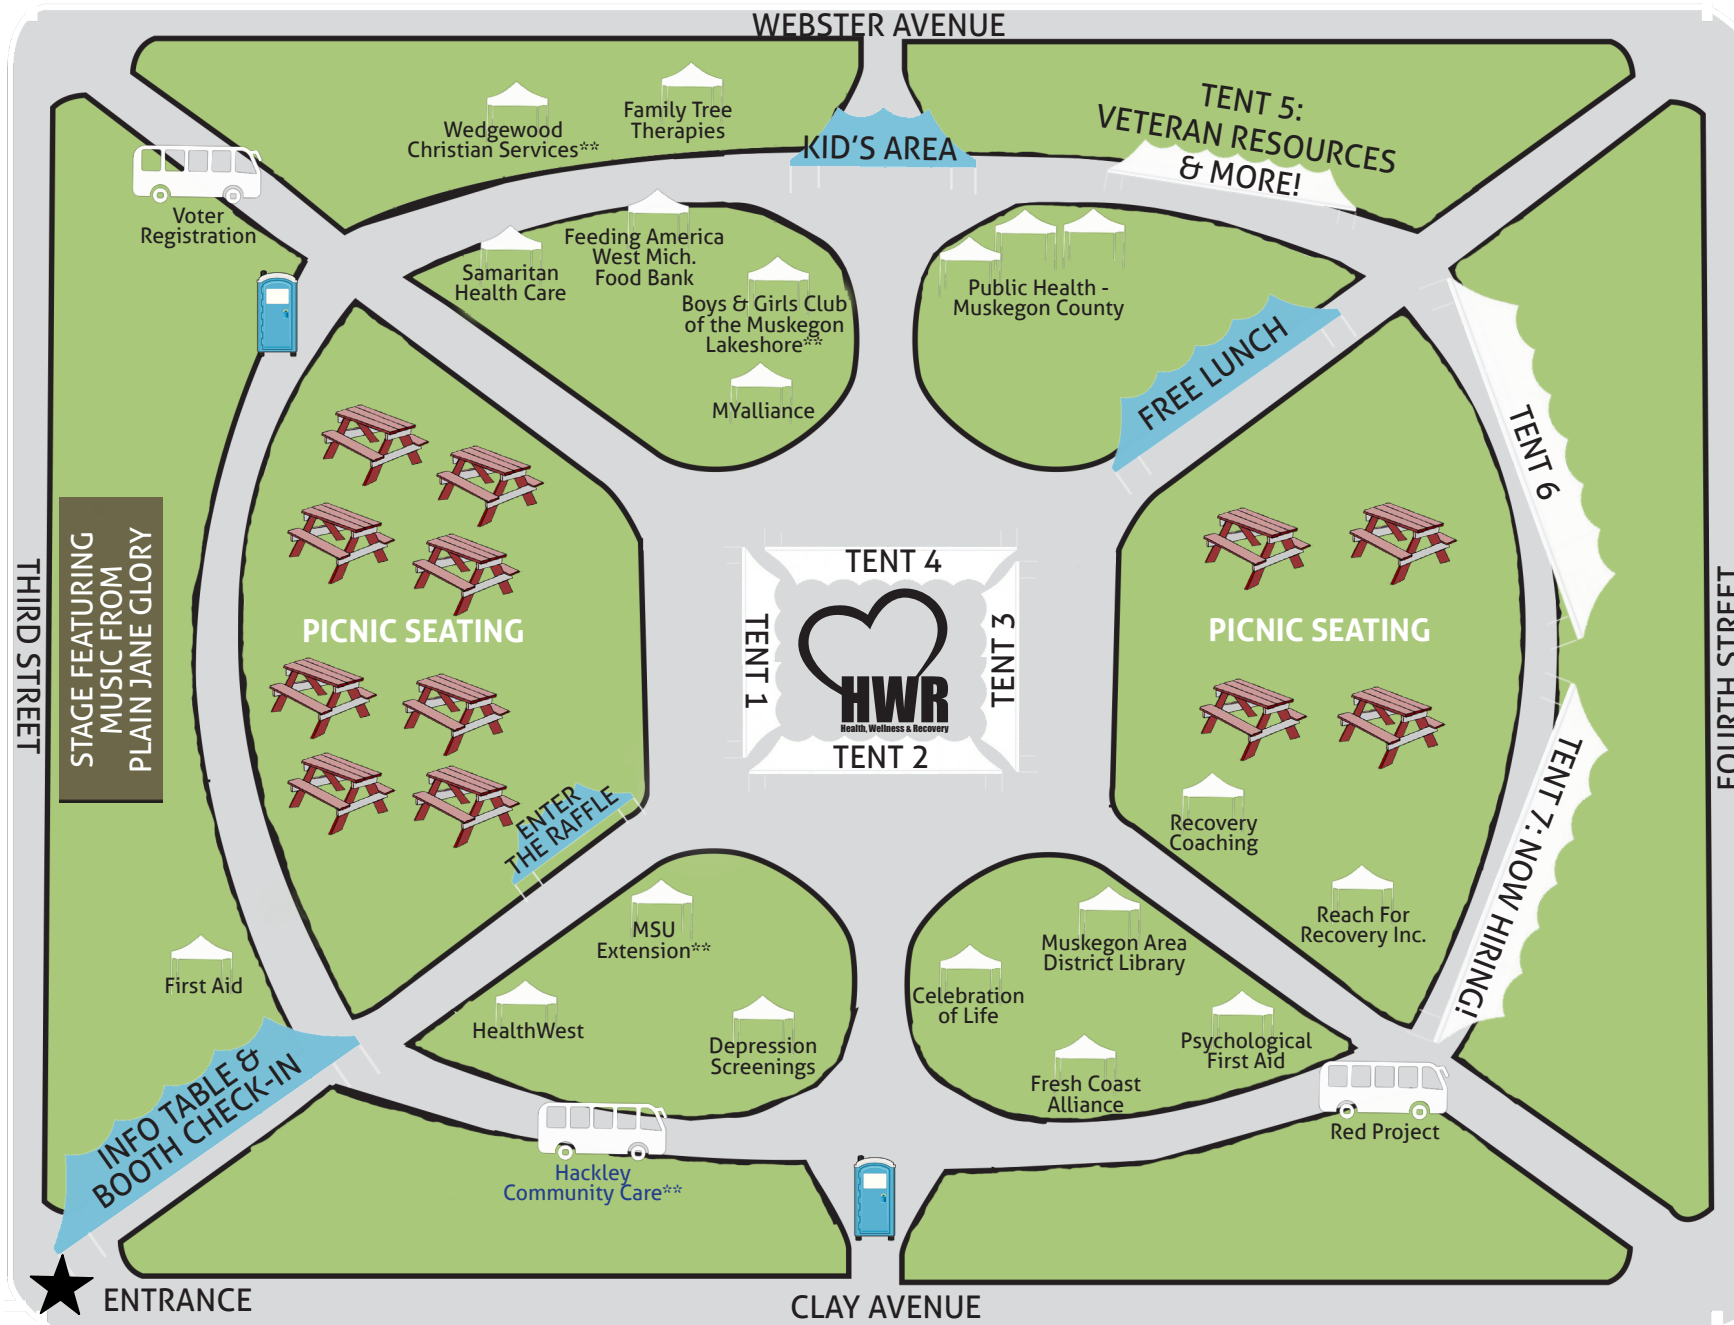 WEBSTER AVENUE
Wedgewood
Christian Services**
Family Tree
Therapies
KID'S AREA
TENT 5:
VETERAN RESOURCES
& MORE!
Voter
Registration
Samaritan
Health Care
Feeding America
West Mich.
Food Bank
Boys & Girls Club
of the Muskegon
Lakeshore**
MYalliance
Public Health -
Muskegon County
FREE LUNCH
TENT 6
THIRD STREET
STAGE FEATURING
MUSIC FROM
PLAIN JANE GLORY
PICNIC SEATING
TENT 4
TENT 1
HWR
Health, Wellness & Recovery
TENT 3
TENT 2
PICNIC SEATING
FOURTH STREET
ENTER
THE RAFFLE
Recovery
Coaching
TENT 7: NOW HIRING!
Reach For
Recovery Inc.
First Aid
MSU
Extension**
HealthWest
Depression
Screenings
Muskegon Area
District Library
Celebration
of Life
Psychological
First Aid
Fresh Coast
Alliance
Red Project
INFO TABLE &
BOOTH CHECK-IN
Hackley
Community Care**
ENTRANCE
CLAY AVENUE